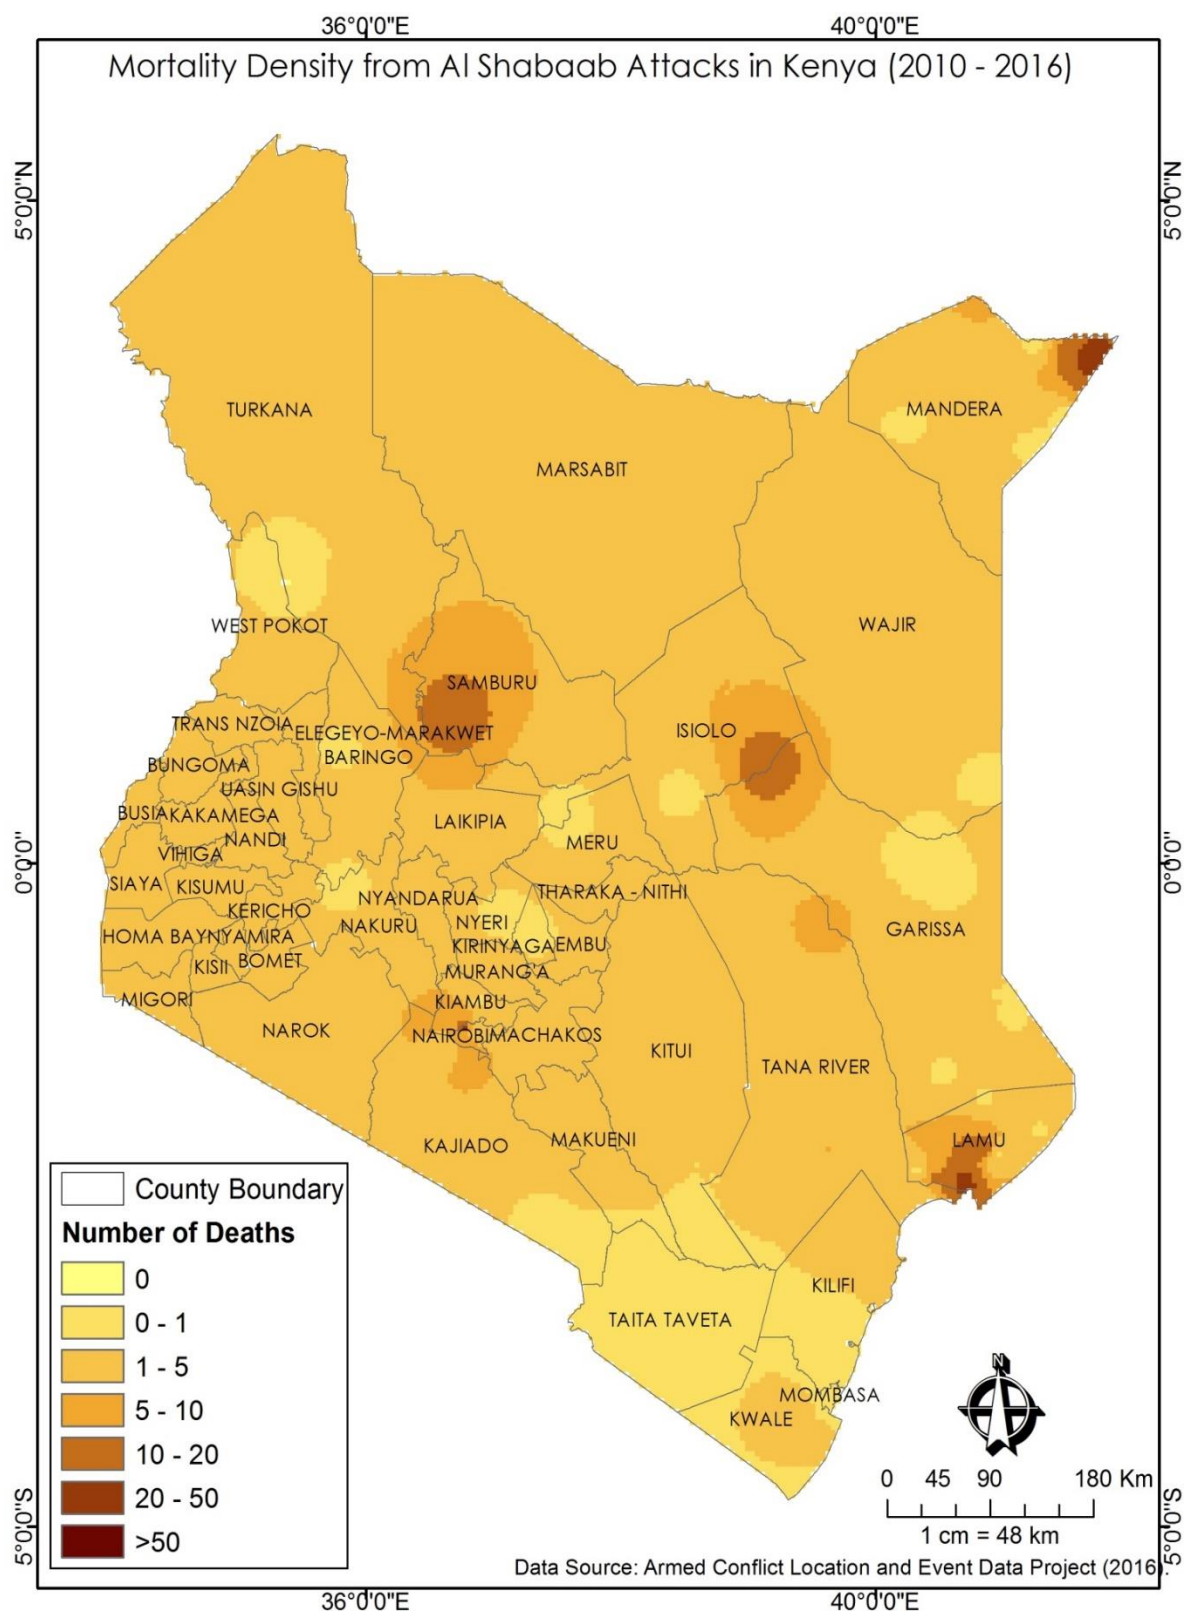 36°0'0"E 40°0'0"E
Mortality Density from Al Shabaab Attacks in Kenya (2010 - 2016)
5°0'0"N 5°0'0"N
TURKANA
MANDERA
MARSABIT
WEST POKOT
WAJIR
SAMBURU
TRANS NZOIA
ELEGEYO-MARAKWET
ISIOLO
BARINGO
BUNGOMA
UASIN GISHU
BUSIA
KAKAMEGA
LAIKIPIA
NANDI
MERU
VIHIGA
0°0'0" 0°0'0"
SIAYA
KISUMU
THARAKA - NITHI
NYANDARUA
KERICHO
NYERI
NAKURU
GARISSA
HOMA BAY
NYAMIRA
KIRINYAGA
EMBU
BOMET
KISII
MURANG'A
MIGORI
KIAMBU
NAROK
NAIROBI
MACHAKOS
KITUI
TANA RIVER
KAJIADO
MAKUENI
LAMU
KILIFI
TAITA TAVETA
MOMBASA
KWALE
County Boundary
Number of Deaths
0
0 - 1
1 - 5
5 - 10
10 - 20
20 - 50
>50
N
0 45 90 180 Km
1 cm = 48 km
5°0'0"S 5°0'0"S
Data Source: Armed Conflict Location and Event Data Project (2016).
36°0'0"E 40°0'0"E